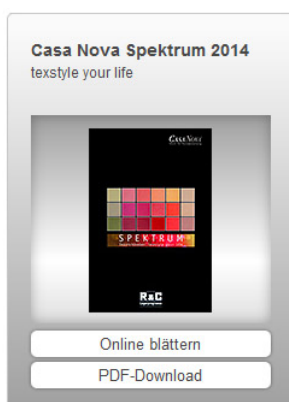 Casa Nova Spektrum 2014
texstyle your life
CASA NOVA
SPEKTRUM
R&C
Online blättern
PDF-Download